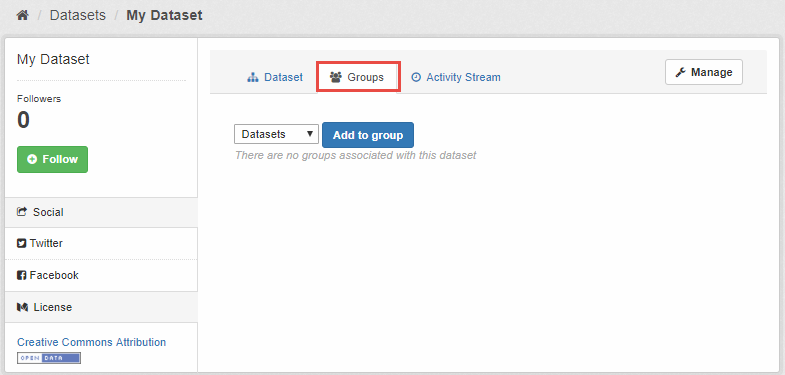 / Datasets / My Dataset
My Dataset
Followers
0
Follow
Social
Twitter
Facebook
License
Creative Commons Attribution
OPEN DATA
Dataset Groups Activity Stream Manage
Datasets Add to group
There are no groups associated with this dataset